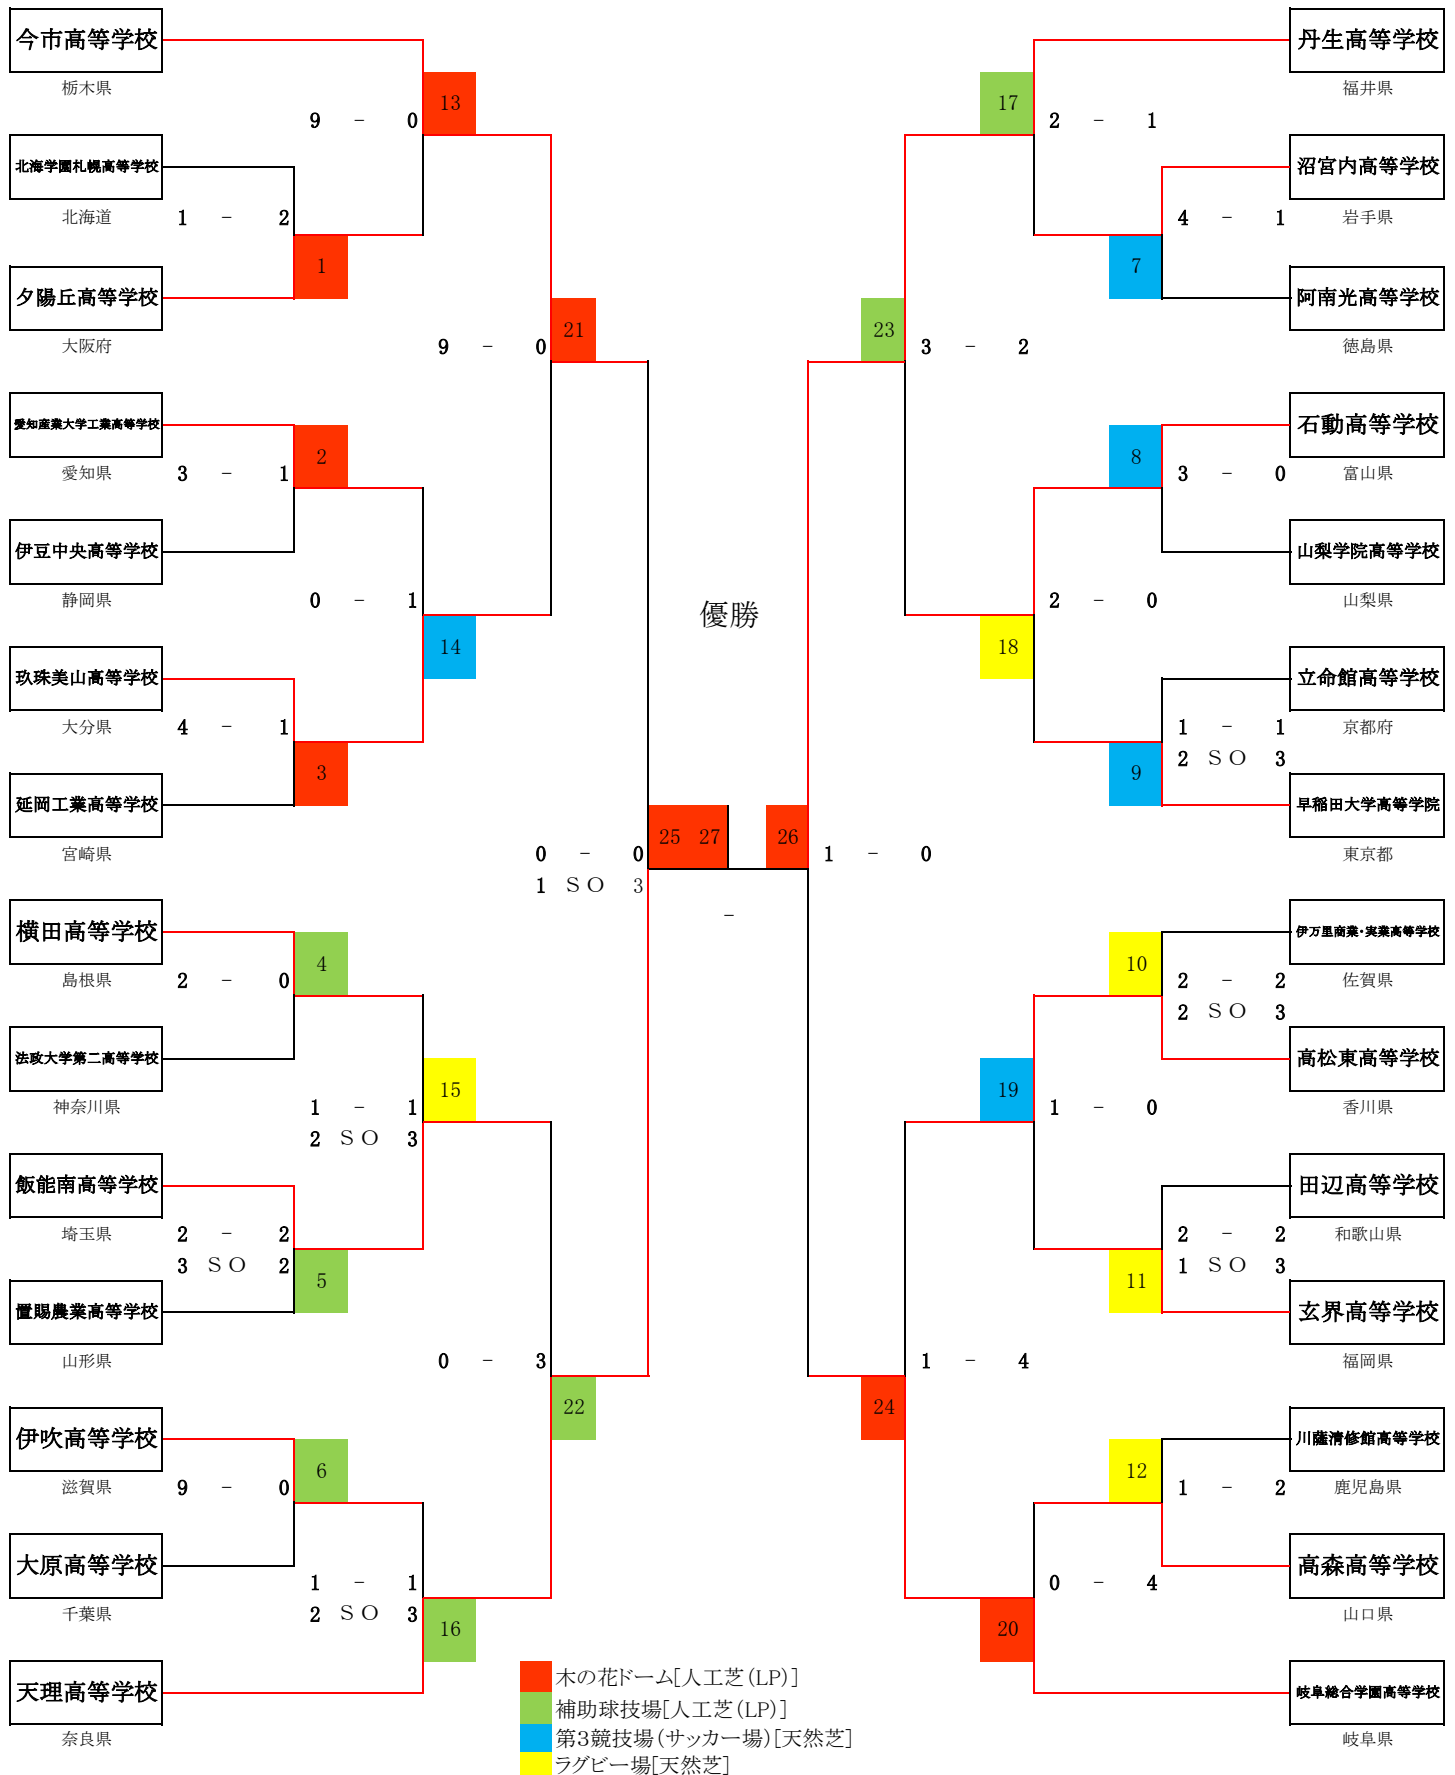 今市高等学校
栃木県
9 － 0
13
北海学園札幌高等学校
北海道
1 － 2
1
夕陽丘高等学校
大阪府
9 － 0
21
愛知産業大学工業高等学校
愛知県
3 － 1
2
伊豆中央高等学校
静岡県
0 － 1
14
玖珠美山高等学校
大分県
4 － 1
3
延岡工業高等学校
宮崎県
0 － 0
1 ＳＯ 3
25 27
横田高等学校
島根県
2 － 0
4
法政大学第二高等学校
神奈川県
1 － 1
2 ＳＯ 3
15
飯能南高等学校
埼玉県
2 － 2
3 ＳＯ 2
5
置賜農業高等学校
山形県
0 － 3
22
伊吹高等学校
滋賀県
9 － 0
6
大原高等学校
千葉県
1 － 1
2 ＳＯ 3
16
天理高等学校
奈良県
優勝
－
丹生高等学校
福井県
17
2 － 1
沼宮内高等学校
岩手県
4 － 1
7
阿南光高等学校
徳島県
23
3 － 2
石動高等学校
富山県
8
3 － 0
山梨学院高等学校
山梨県
2 － 0
18
立命館高等学校
京都府
1 － 1
2 ＳＯ 3
9
早稲田大学高等学院
東京都
26
1 － 0
伊万里商業・実業高等学校
佐賀県
10
2 － 2
2 ＳＯ 3
高松東高等学校
香川県
19
1 － 0
田辺高等学校
和歌山県
2 － 2
1 ＳＯ 3
11
玄界高等学校
福岡県
1 － 4
24
川薩清修館高等学校
鹿児島県
12
1 － 2
高森高等学校
山口県
0 － 4
20
岐阜総合学園高等学校
岐阜県
木の花ドーム[人工芝（LP）]
補助球技場[人工芝（LP）]
第3競技場（サッカー場）[天然芝]
ラグビー場[天然芝]